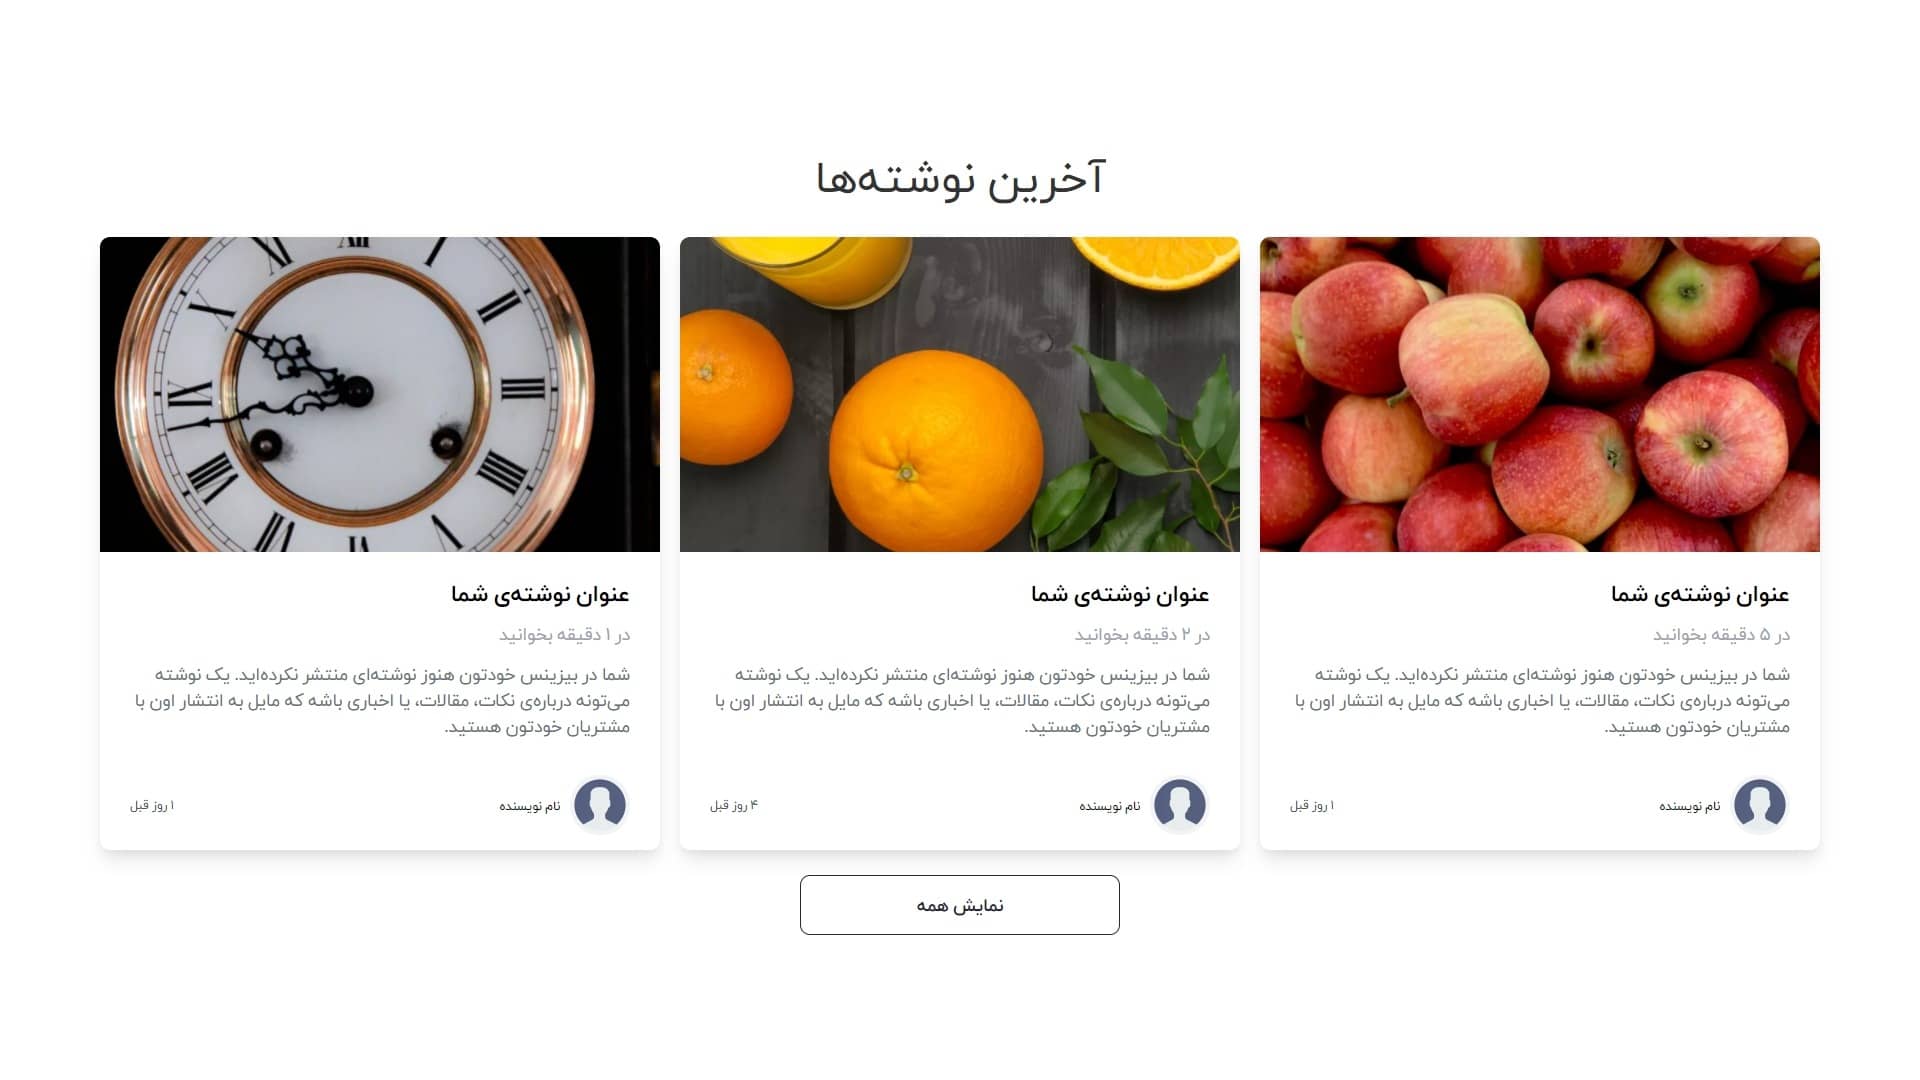 آخرین نوشته‌ها
عنوان نوشته‌ی شما
در ۵ دقیقه بخوانید
شما در بیزینس خودتون هنوز نوشته‌ای منتشر نکرده‌اید. یک نوشته
می‌تونه درباره‌ی نکات، مقالات، یا اخباری باشه که مایل به انتشار اون با
مشتریان خودتون هستید.
نام نویسنده
۱ روز قبل
عنوان نوشته‌ی شما
در ۲ دقیقه بخوانید
شما در بیزینس خودتون هنوز نوشته‌ای منتشر نکرده‌اید. یک نوشته
می‌تونه درباره‌ی نکات، مقالات، یا اخباری باشه که مایل به انتشار اون با
مشتریان خودتون هستید.
نام نویسنده
۴ روز قبل
عنوان نوشته‌ی شما
در ۱ دقیقه بخوانید
شما در بیزینس خودتون هنوز نوشته‌ای منتشر نکرده‌اید. یک نوشته
می‌تونه درباره‌ی نکات، مقالات، یا اخباری باشه که مایل به انتشار اون با
مشتریان خودتون هستید.
نام نویسنده
۱ روز قبل
نمایش همه